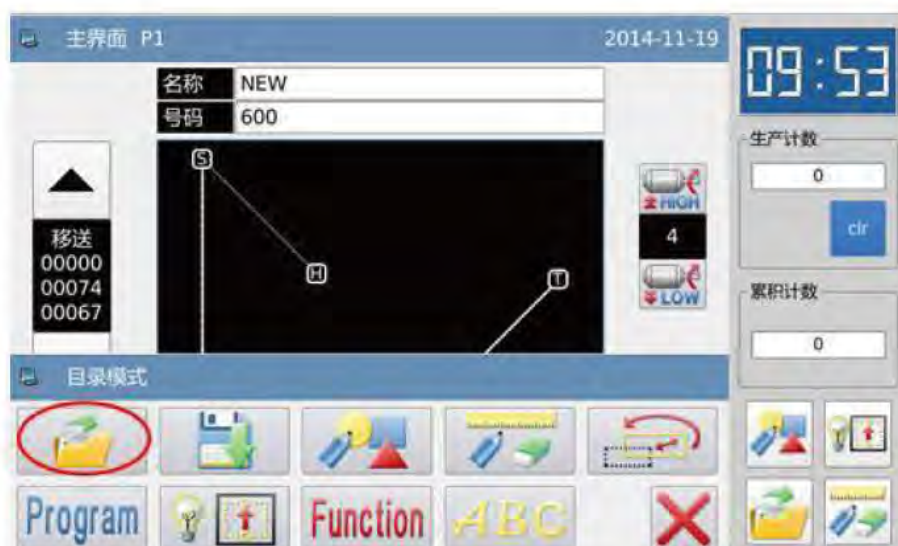 主界面 P1
2014-11-19
09:53
名称 NEW
号码 600
生产计数
0
clr
S
H
T
移送
00000
00074
00067
HIGH
4
LOW
累积计数
0
目录模式
Program
Function
ABC